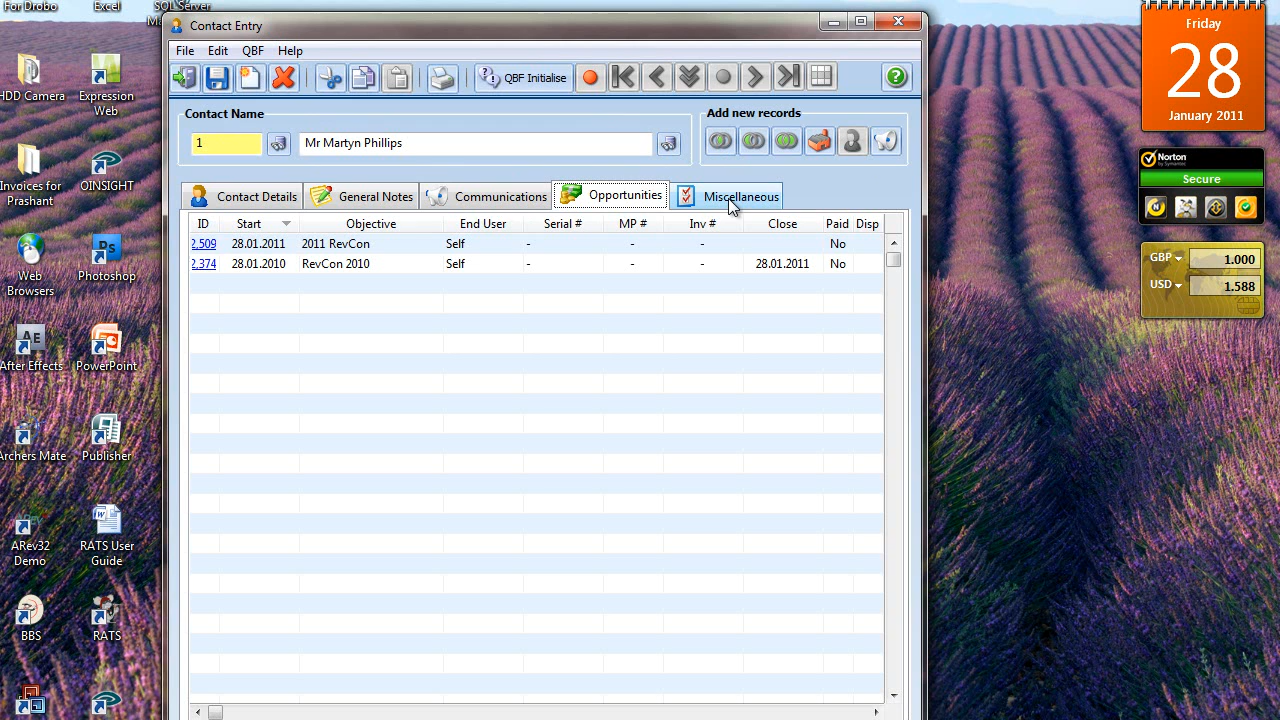 For Drobo
Excel
SQL Server
HDD Camera
Expression
Web
Invoices for
Prashant
OINSIGHT
Web
Browsers
Photoshop
After Effects
PowerPoint
Archers Mate
Publisher
ARev32
Demo
RATS User
Guide
BBS
RATS
Contact Entry
File Edit QBF Help
QBF Initialise
Contact Name
Add new records
1
Mr Martyn Phillips
Contact Details
General Notes
Communications
Opportunities
Miscellaneous
ID Start Objective End User Serial # MP # Inv # Close Paid Disp
2,509 28.01.2011 2011 RevCon Self - - - No
2,374 28.01.2010 RevCon 2010 Self - - - 28.01.2011 No
Friday
28
January 2011
Norton
by Symantec
Secure
GBP 1.000
USD 1.588